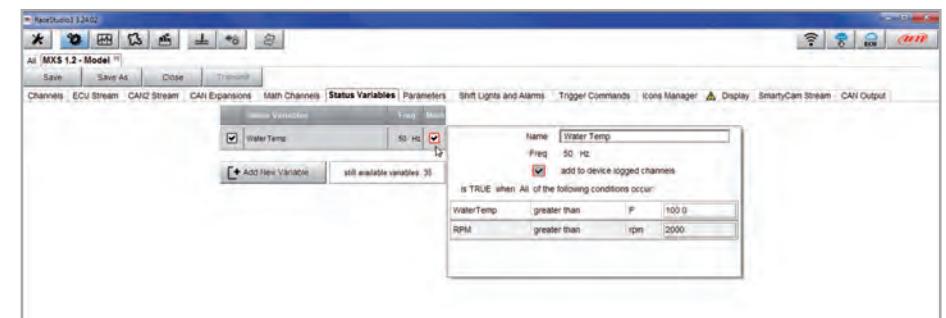 RaceStudio3 3.24.02
All MXS 1.2 - Model
Save Save As Close Transmit
Channels ECU Stream CAN2 Stream CAN Expansions Math Channels Status Variables Parameters Shift Lights and Alarms Trigger Commands Icons Manager Display SmartyCam Stream CAN Output
Status Variables Freq
Water Temp 50 Hz
Add New Variable still available variables: 35
Name Water Temp
Freq 50 Hz
add to device logged channels
is TRUE when All of the following conditions occur:
WaterTemp greater than F 100.0
RPM greater than rpm 2000